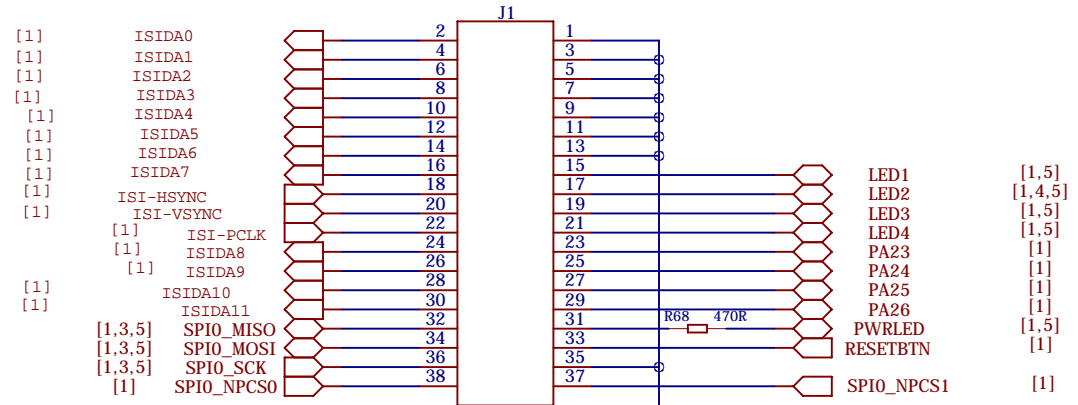 J1
[1] ISIDA0 2 1
[1] ISIDA1 4 3
[1] ISIDA2 6 5
[1] ISIDA3 8 7
[1] ISIDA4 10 9
[1] ISIDA5 12 11
[1] ISIDA6 14 13
[1] ISIDA7 16 15 LED1 [1,5]
[1] ISI-HSYNC 18 17 LED2 [1,4,5]
[1] ISI-VSYNC 20 19 LED3 [1,5]
[1] ISI-PCLK 22 21 LED4 [1,5]
[1] ISIDA8 24 23 PA23 [1]
[1] ISIDA9 26 25 PA24 [1]
[1] ISIDA10 28 27 PA25 [1]
[1] ISIDA11 30 29 PA26 [1]
[1,3,5] SPI0_MISO 32 31 R68 470R PWRLED [1,5]
[1,3,5] SPI0_MOSI 34 33 RESETBTN [1]
[1,3,5] SPI0_SCK 36 35
[1] SPI0_NPCS0 38 37 SPI0_NPCS1 [1]